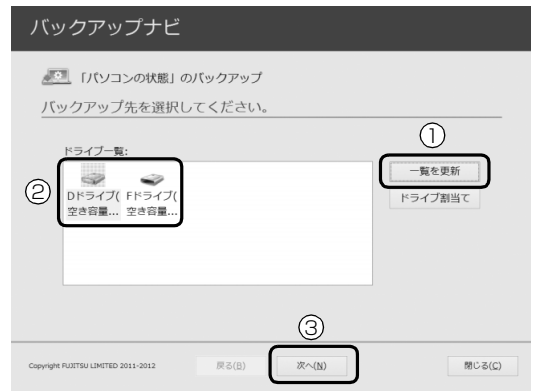 バックアップナビ
「パソコンの状態」のバックアップ
バックアップ先を選択してください。
①
ドライブ一覧:
一覧を更新
②
Dドライブ( Fドライブ(
空き容量... 空き容量...
ドライブ割当て
③
Copyright FUJITSU LIMITED 2011-2012
戻る(B)
次へ(N)
閉じる(C)